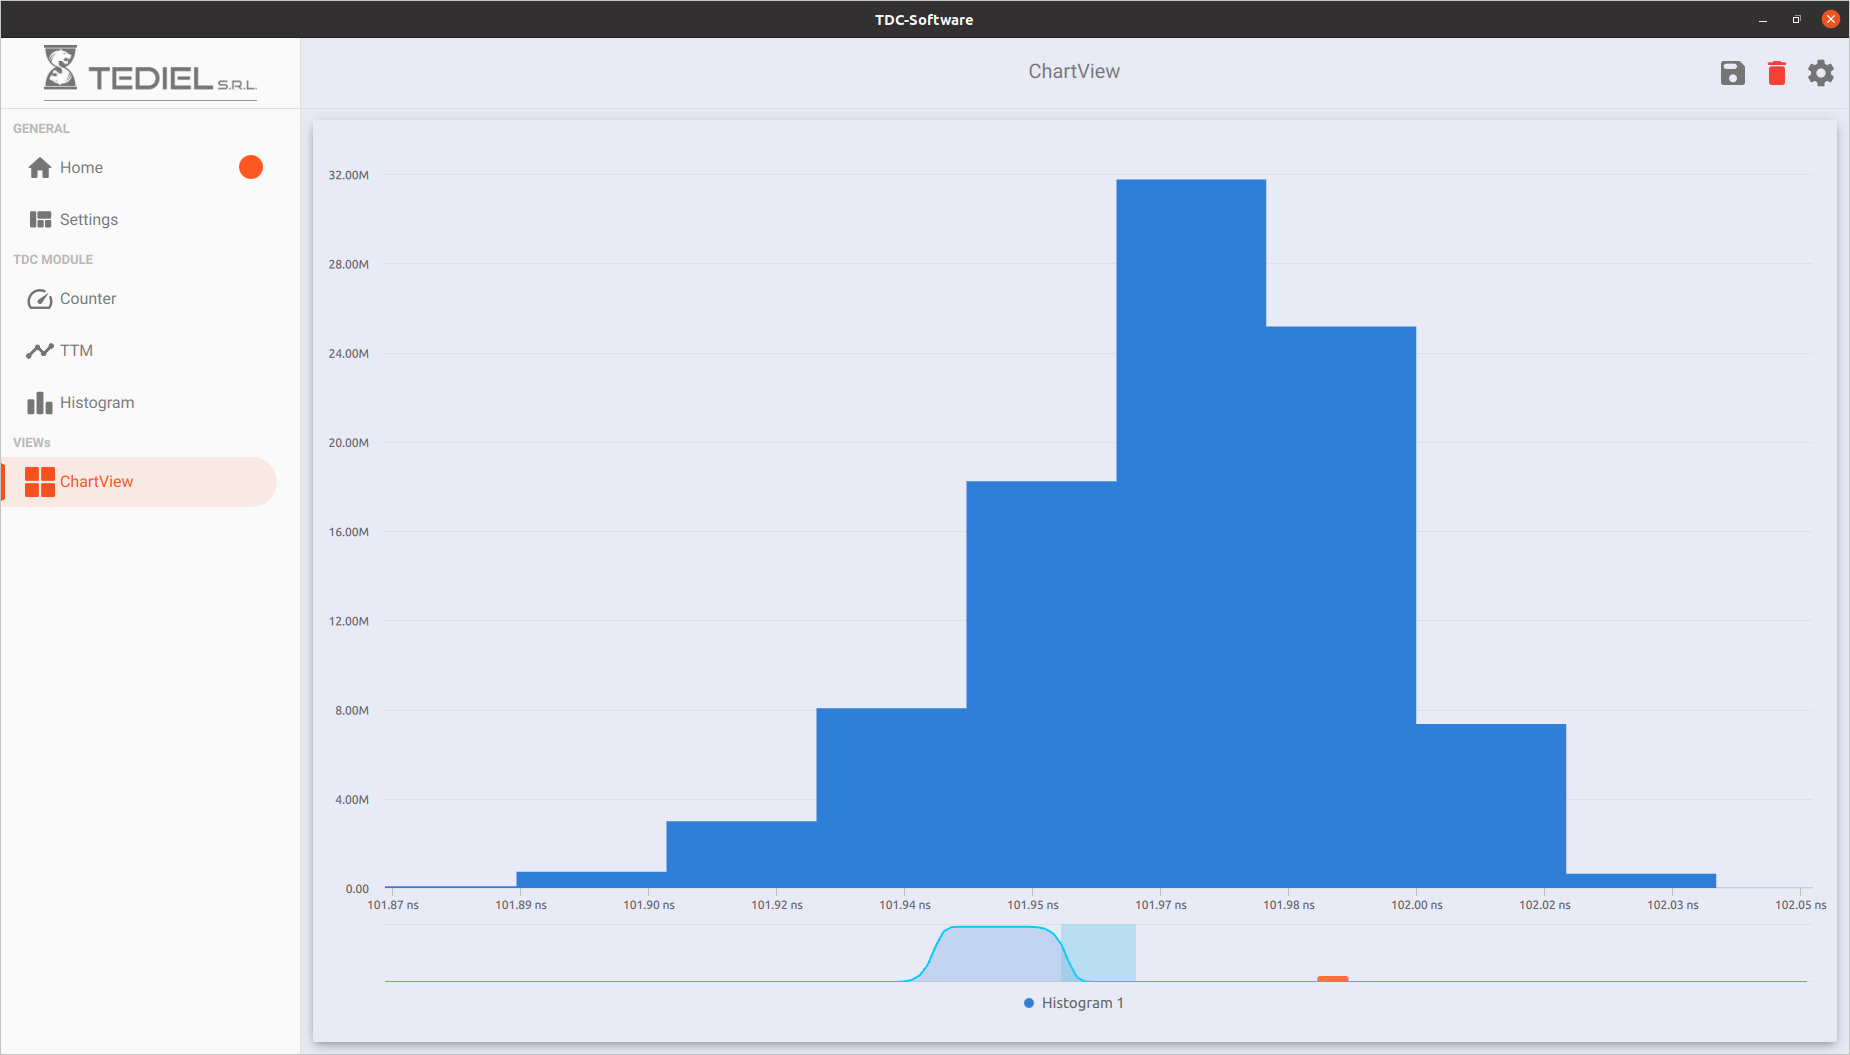 TDC-Software
TEDIEL S.R.L.
ChartView
GENERAL
Home
Settings
TDC MODULE
Counter
TTM
Histogram
VIEWs
ChartView
32.00M
28.00M
24.00M
20.00M
16.00M
12.00M
8.00M
4.00M
0.00
101.87 ns 101.89 ns 101.90 ns 101.92 ns 101.94 ns 101.95 ns 101.97 ns 101.98 ns 102.00 ns 102.02 ns 102.03 ns 102.05 ns
Histogram 1